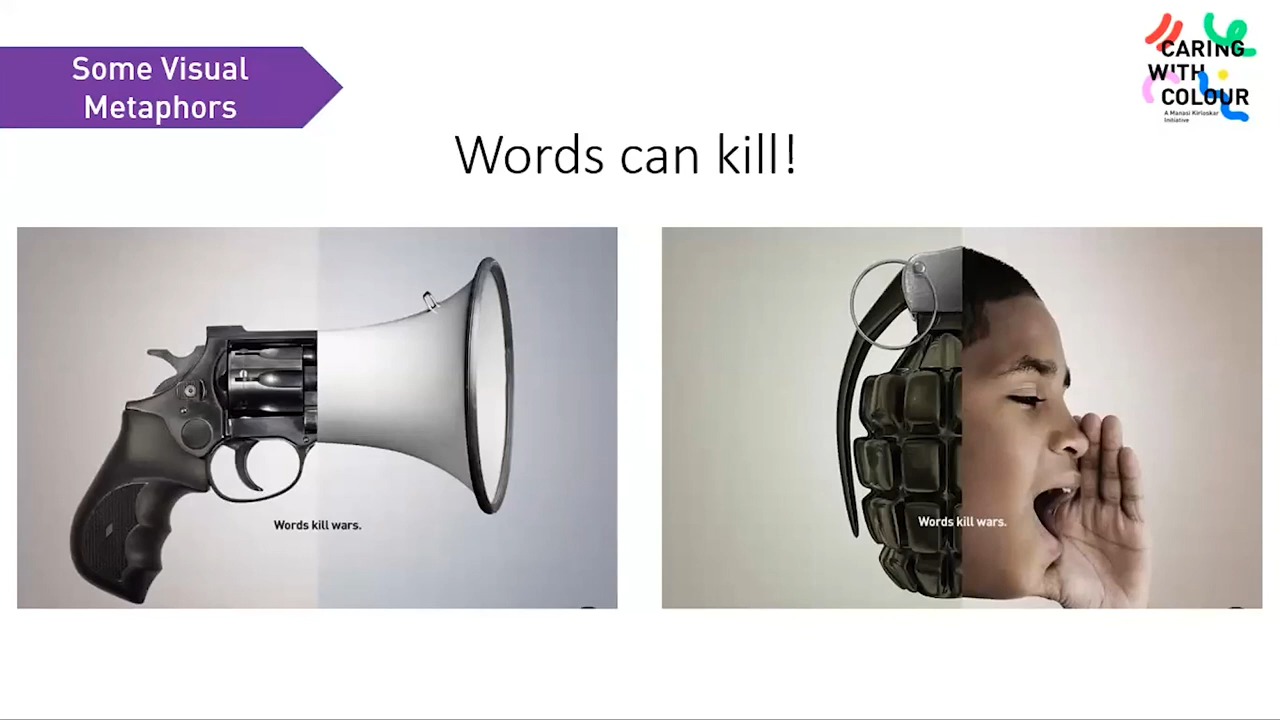 Some Visual
Metaphors
CARING
WITH
COLOUR
A Manasi Kirloskar
Initiative
Words can kill!
Words kill wars.
Words kill wars.